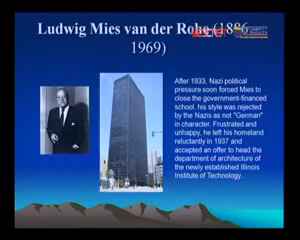 Ludwig Mies van der Rohe (1886-
1969)
After 1933, Nazi political
pressure soon forced Mies to
close the government-financed
school. his style was rejected
by the Nazis as not "German"
in character. Frustrated and
unhappy, he left his homeland
reluctantly in 1937 and
accepted an offer to head the
department of architecture of
the newly established Illinois
Institute of Technology..